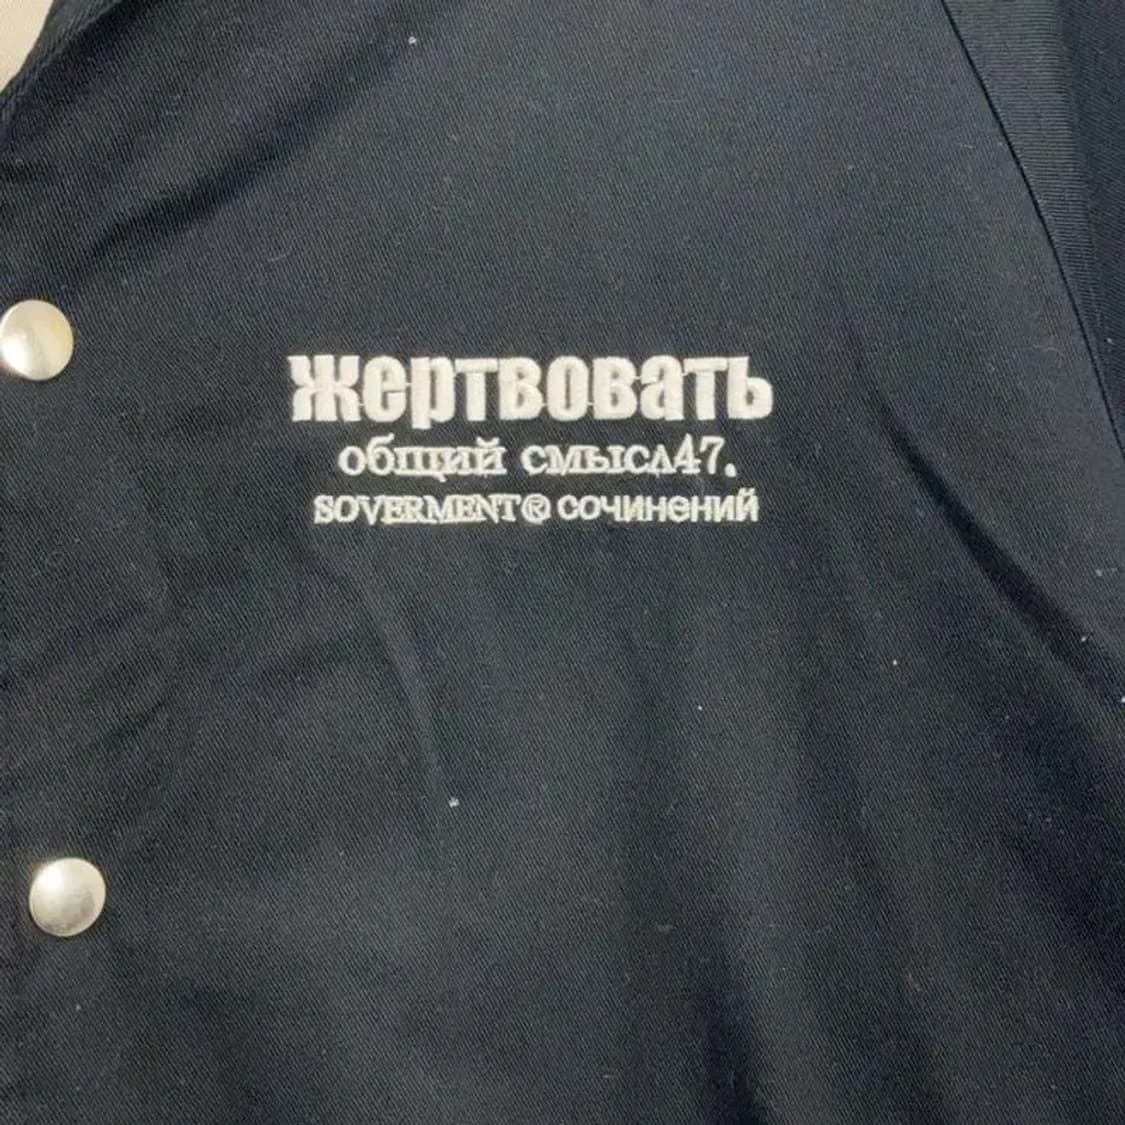 жертвовать
общий смысл47.
SOVERMENT® сочинений